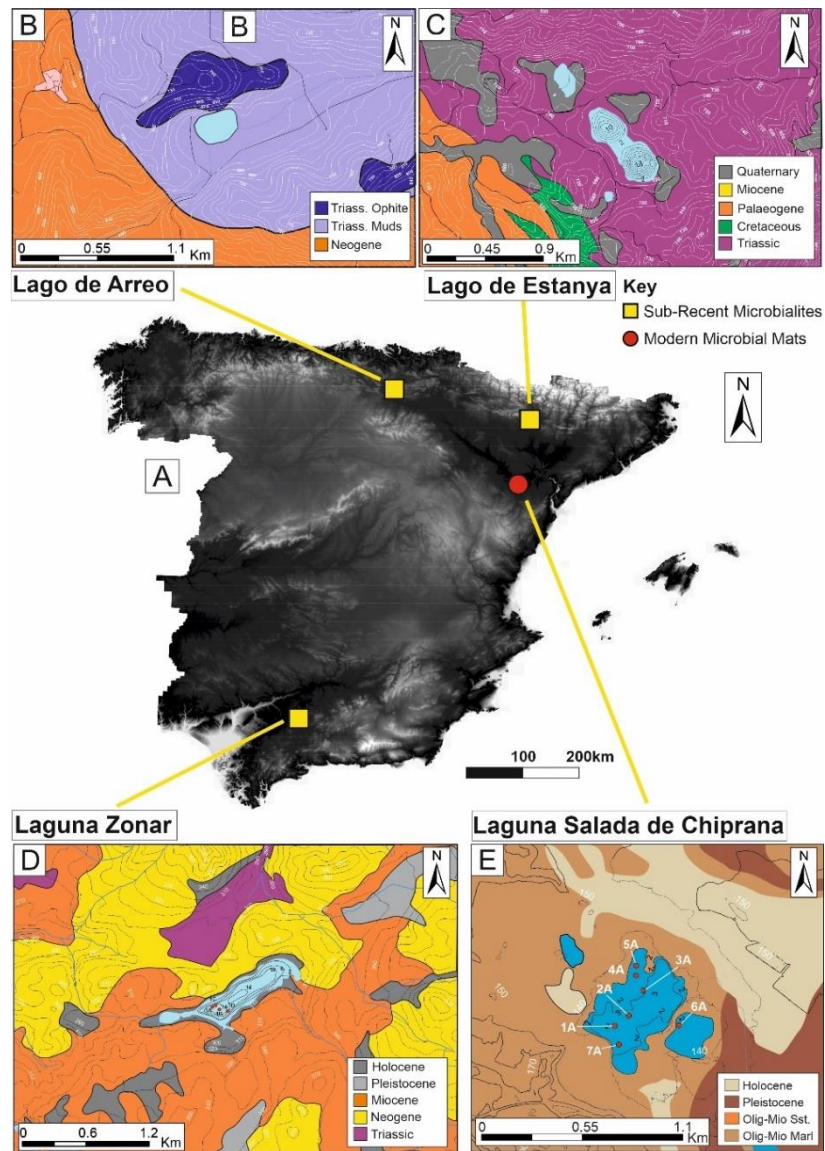 B
B
N
Triass. Ophite
Triass. Muds
Neogene
0 0.55 1.1
Km
C
N
Quaternary
Miocene
Palaeogene
Cretaceous
Triassic
0 0.45 0.9
Km
Lago de Arreo
Lago de Estanya
Key
Sub-Recent Microbialites
Modern Microbial Mats
N
A
100 200km
Laguna Zonar
Laguna Salada de Chiprana
D
N
Holocene
Pleistocene
Miocene
Neogene
Triassic
0 0.6 1.2
Km
E
N
150
150
150
150
5A
4A
3A
2A
6A
1A
7A
140
170
Holocene
Pleistocene
Olig-Mio Sst.
Olig-Mio Marl
0 0.55 1.1
Km